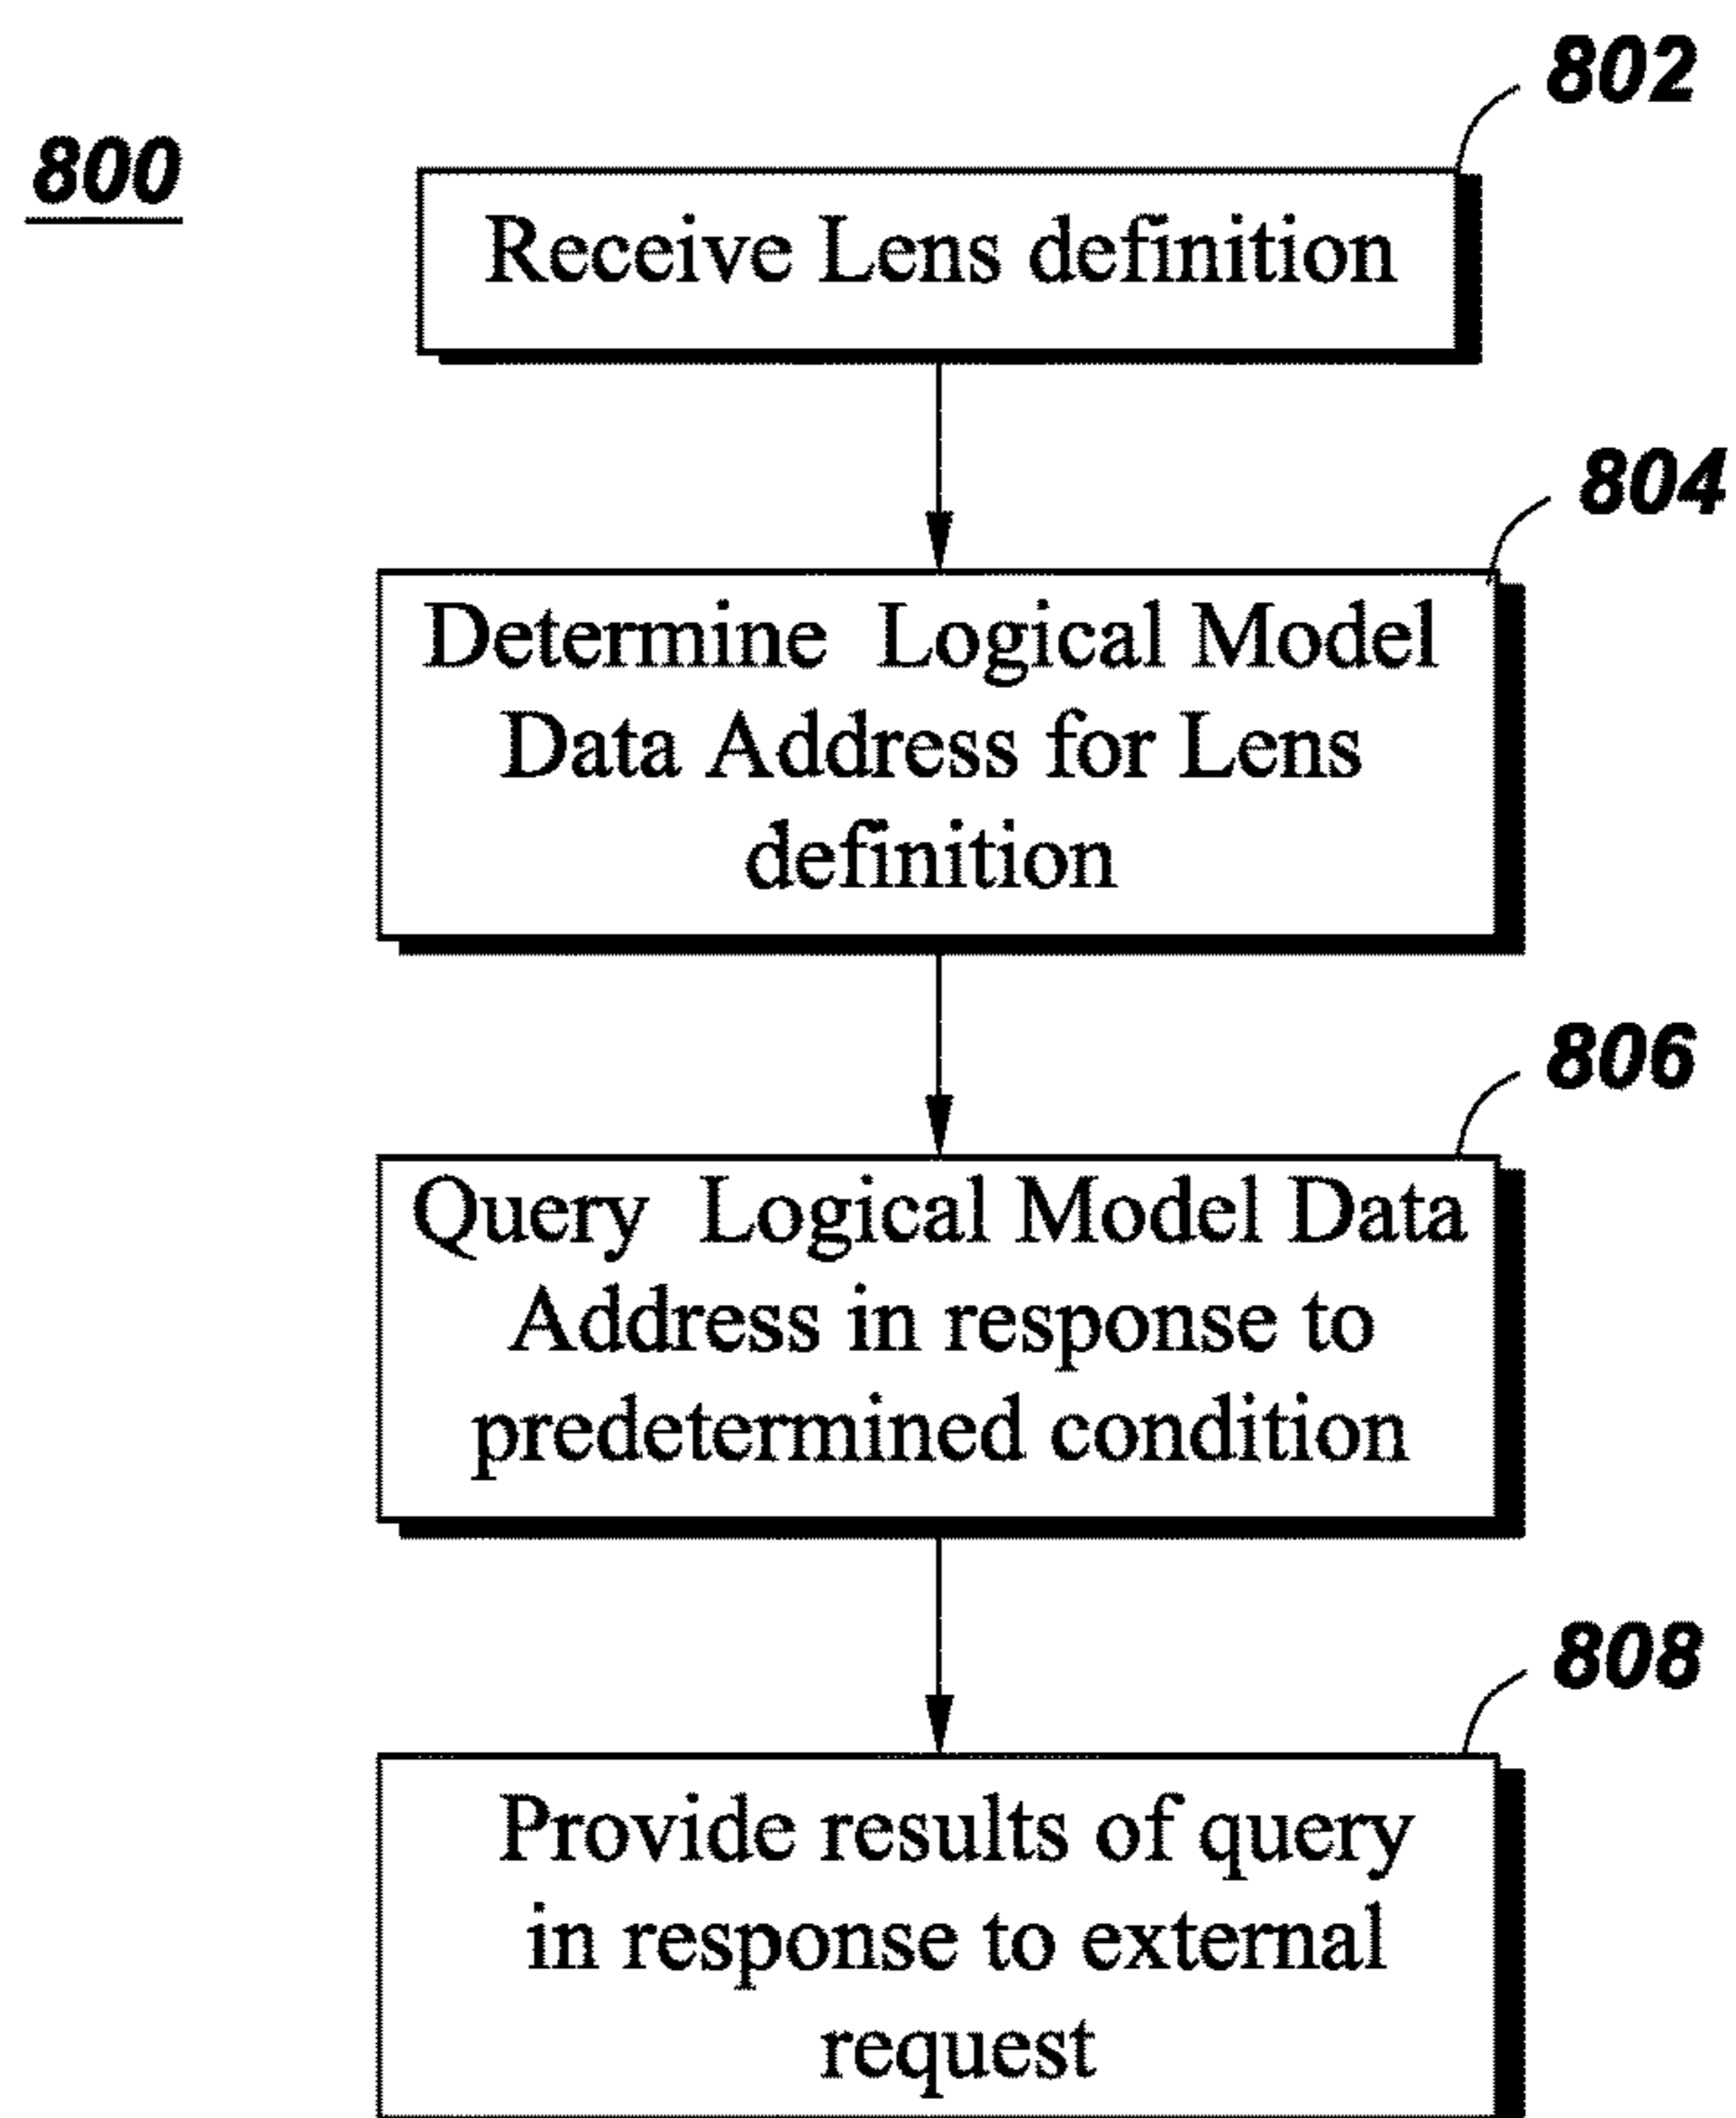 802
800
Receive Lens definition
804
Determine Logical Model
Data Address for Lens
definition
806
Query Logical Model Data
Address in response to
predetermined condition
808
Provide results of query
in response to external
request